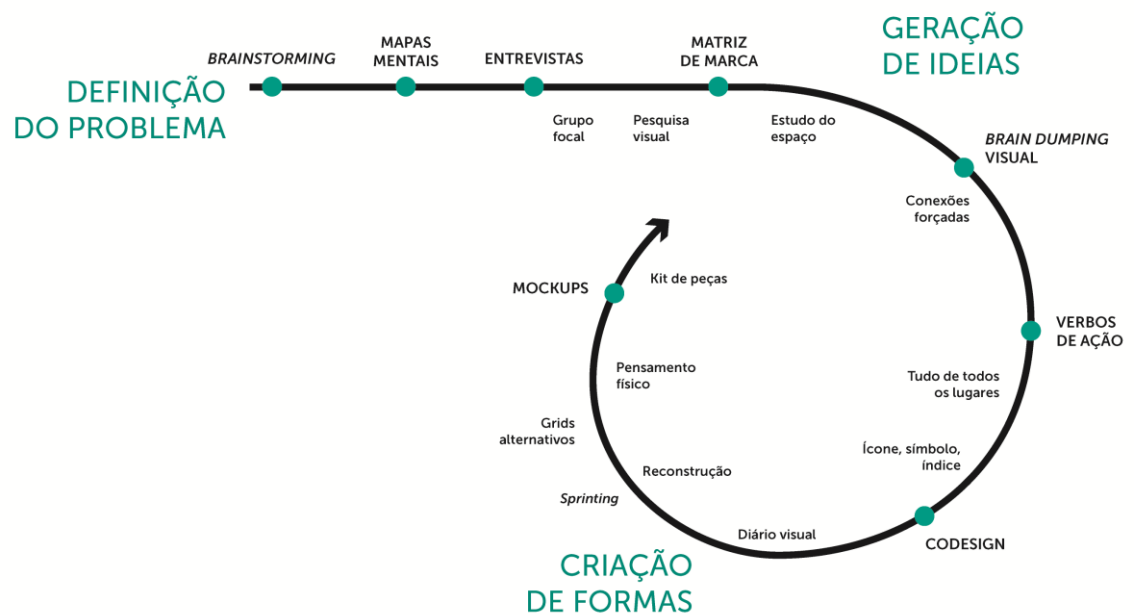 DEFINIÇÃO
DO PROBLEMA
BRAINSTORMING
MAPAS
MENTAIS
ENTREVISTAS
Grupo
focal
Pesquisa
visual
MATRIZ
DE MARCA
Estudo do
espaço
GERAÇÃO
DE IDEIAS
BRAIN DUMPING
VISUAL
Conexões
forçadas
VERBOS
DE AÇÃO
Tudo de todos
os lugares
Ícone, símbolo,
índice
CODESIGN
CRIAÇÃO
DE FORMAS
Diário visual
Sprinting
Reconstrução
Grids
alternativos
Pensamento
físico
MOCKUPS
Kit de peças